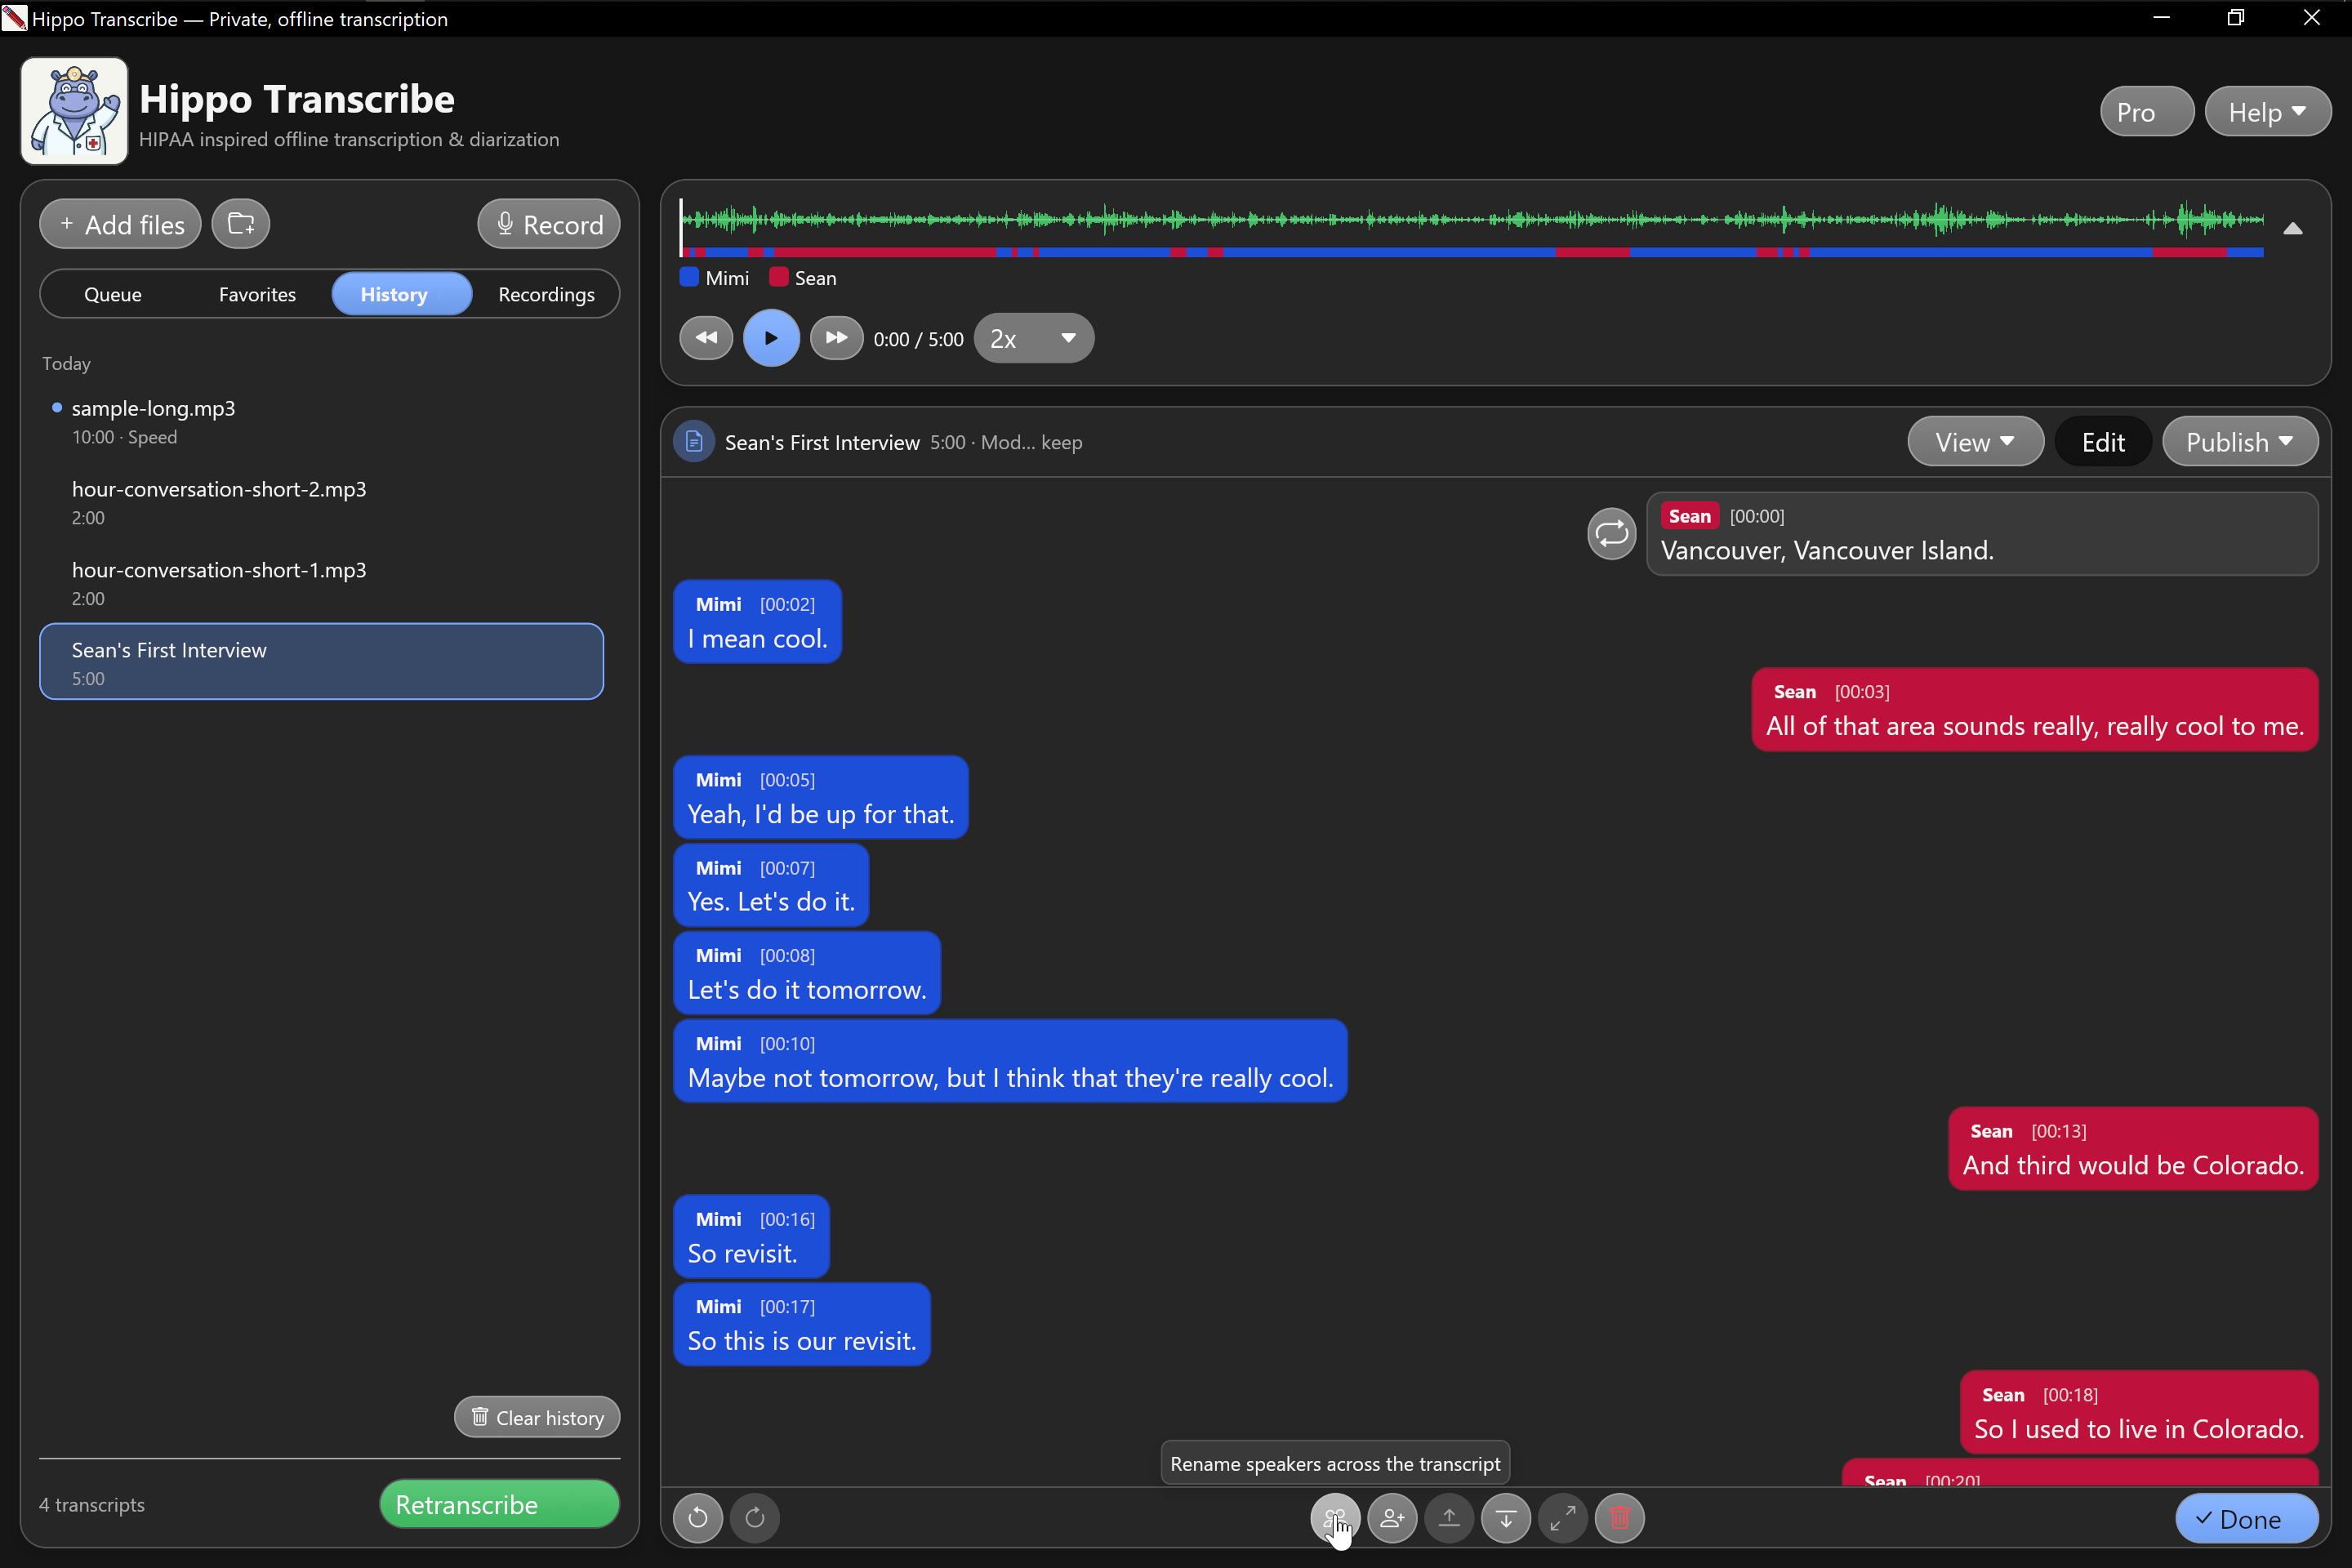 Hippo Transcribe — Private, offline transcription
Hippo Transcribe
HIPAA inspired offline transcription & diarization
Pro
Help
+ Add files
Record
Queue
Favorites
History
Recordings
Today
sample-long.mp3
10:00 · Speed
hour-conversation-short-2.mp3
2:00
hour-conversation-short-1.mp3
2:00
Sean's First Interview
5:00
Clear history
4 transcripts
Retranscribe
Mimi
Sean
0:00 / 5:00
2x
Sean's First Interview 5:00 · Mod... keep
View
Edit
Publish
Sean [00:00]
Vancouver, Vancouver Island.
Mimi [00:02]
I mean cool.
Sean [00:03]
All of that area sounds really, really cool to me.
Mimi [00:05]
Yeah, I'd be up for that.
Mimi [00:07]
Yes. Let's do it.
Mimi [00:08]
Let's do it tomorrow.
Mimi [00:10]
Maybe not tomorrow, but I think that they're really cool.
Sean [00:13]
And third would be Colorado.
Mimi [00:16]
So revisit.
Mimi [00:17]
So this is our revisit.
Sean [00:18]
So I used to live in Colorado.
Sean [00:20]
Rename speakers across the transcript
Done